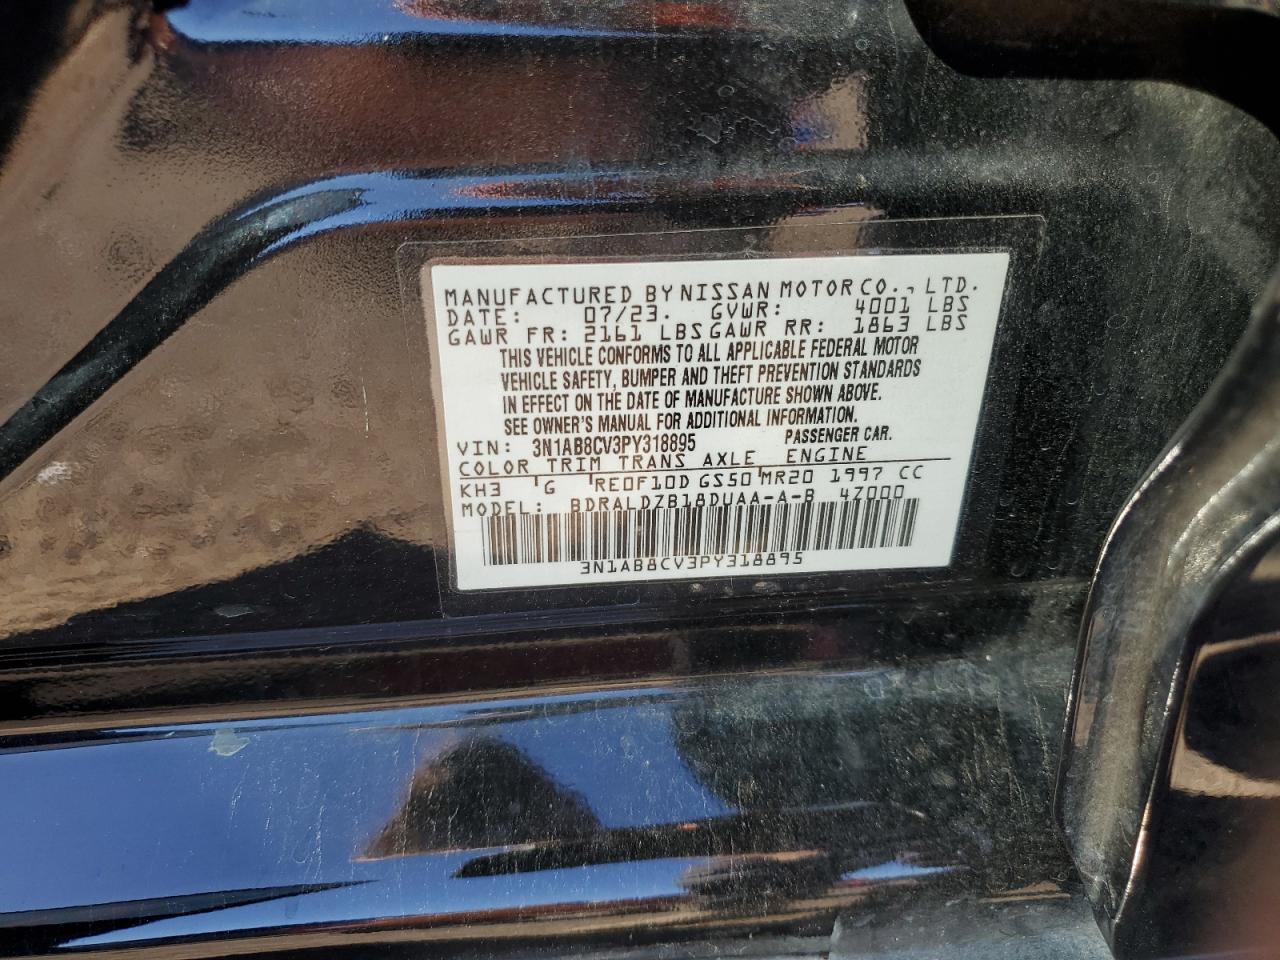 MANUFACTURED BY NISSAN MOTOR CO., LTD.
DATE: 07/23. GVWR: 4001 LBS
GAWR FR: 2161 LBS GAWR RR: 1863 LBS
THIS VEHICLE CONFORMS TO ALL APPLICABLE FEDERAL MOTOR
VEHICLE SAFETY, BUMPER AND THEFT PREVENTION STANDARDS
IN EFFECT ON THE DATE OF MANUFACTURE SHOWN ABOVE.
SEE OWNER'S MANUAL FOR ADDITIONAL INFORMATION.
VIN: 3N1AB8CV3PY318895 PASSENGER CAR.
COLOR TRIM TRANS AXLE ENGINE
KH3 G RE0F10D GS50 MR20 1997 CC
MODEL: BDRALDZB18DUAA-A-B 4Z000
3N1AB8CV3PY318895